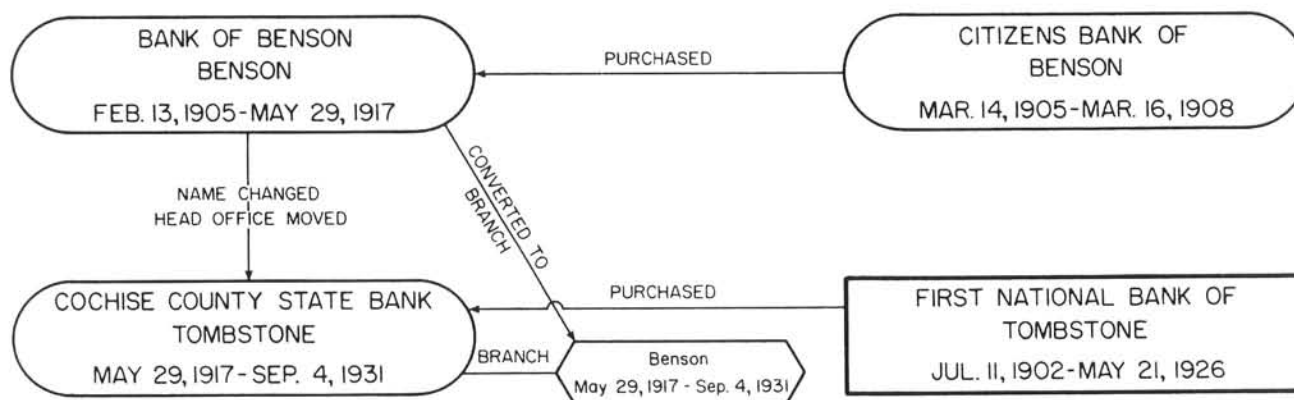 BANK OF BENSON
BENSON
FEB. 13, 1905-MAY 29, 1917
PURCHASED
CITIZENS BANK OF
BENSON
MAR. 14, 1905-MAR. 16, 1908
NAME CHANGED
HEAD OFFICE MOVED
CONVERTED TO
BRANCH
COCHISE COUNTY STATE BANK
TOMBSTONE
MAY 29, 1917-SEP. 4, 1931
PURCHASED
BRANCH
Benson
May 29, 1917 - Sep. 4, 1931
FIRST NATIONAL BANK OF
TOMBSTONE
JUL. 11, 1902-MAY 21, 1926